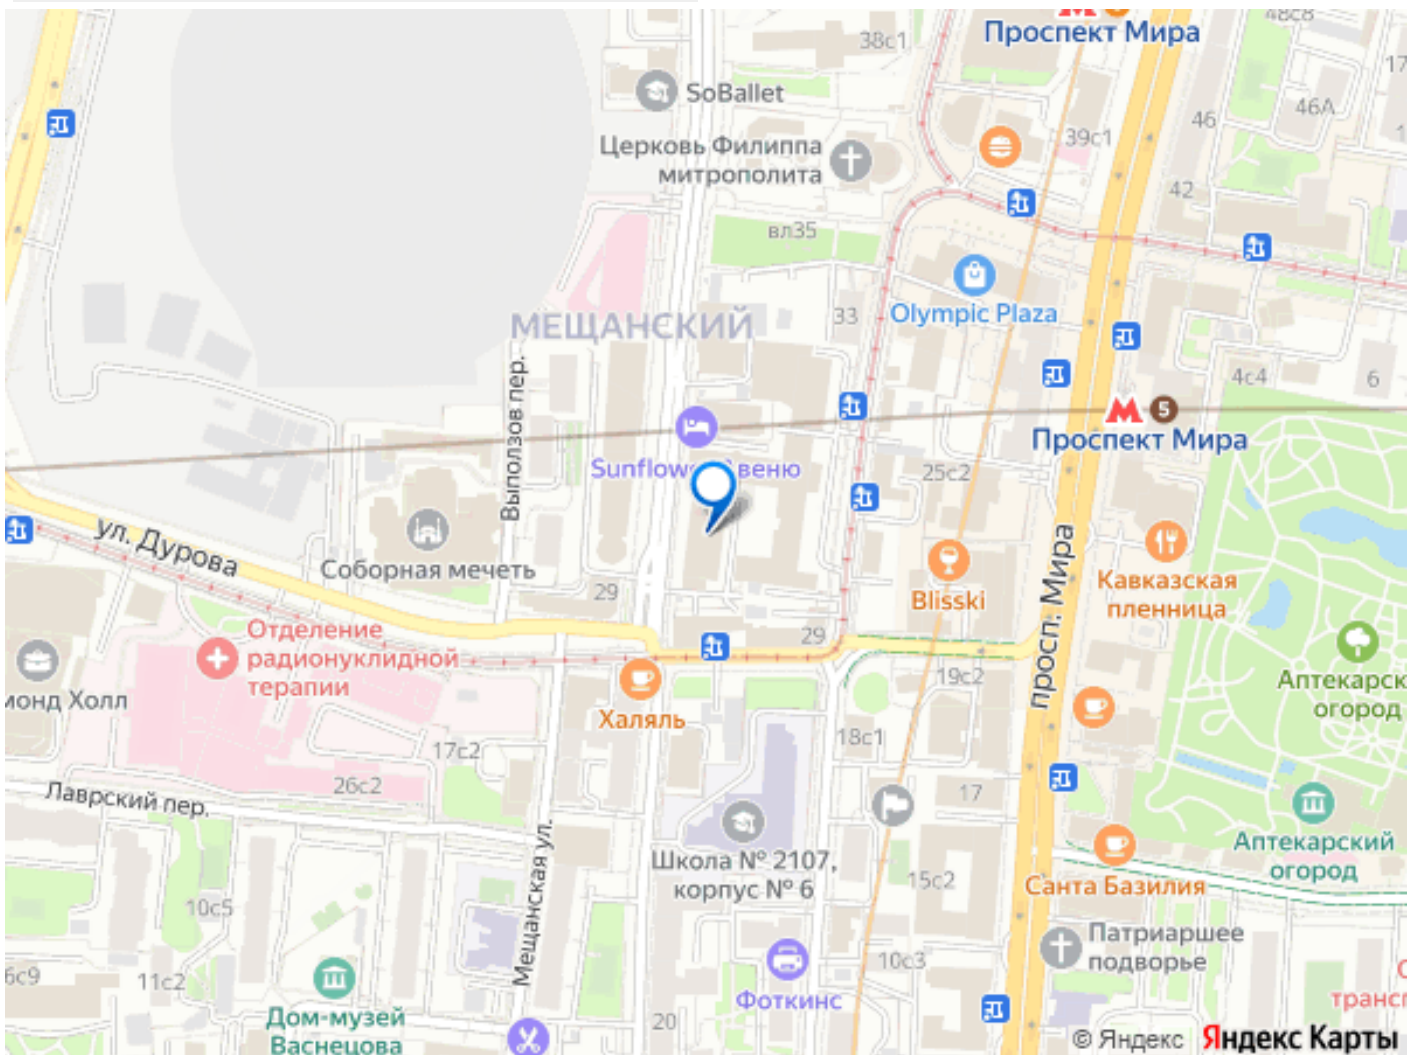 Проспект Мира
38с1
48с8
17
SoBallet
46А
46
39с1
Церковь Филиппа
митрополита
42
вл35
Olympic Plaza
33
МЕЩАНСКИЙ
Выползов пер.
4с4
6
5
Проспект Мира
Sunflower Авеню
25с2
ул. Дурова
Соборная мечеть
29
Blisski
просп. Мира
Кавказская
пленница
Отделение
радионуклидной
терапии
29
19с2
монд Холл
Халяль
Аптекарск
огород
17с2
18с1
26с2
Лаврский пер.
17
Мещанская ул.
Школа № 2107,
корпус № 6
Аптекарский
огород
15с2
Санта Базилия
10с5
Патриаршее
подворье
6с9
11с2
10с3
Фоткинс
трансп
Дом-музей
Васнецова
20
© Яндекс Яндекс Карты